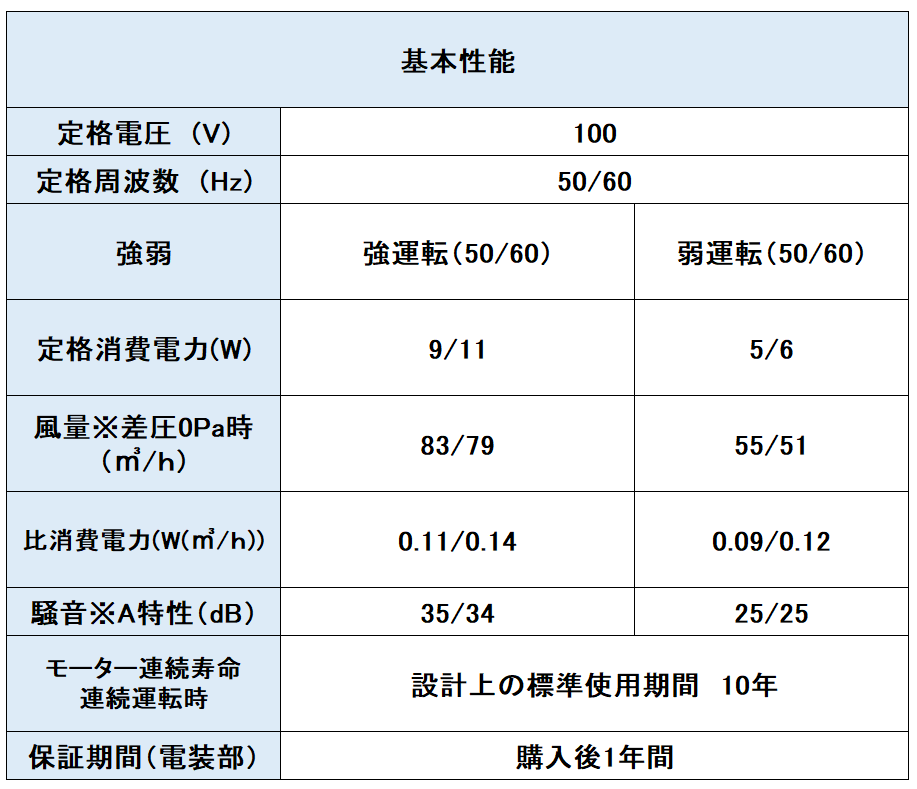 基本性能
定格電圧 (V) 100
定格周波数 (Hz) 50/60
強弱 強運転(50/60) 弱運転(50/60)
定格消費電力(W) 9/11 5/6
風量※差圧0Pa時
(㎥/h) 83/79 55/51
比消費電力(W(㎥/h)) 0.11/0.14 0.09/0.12
騒音※A特性(dB) 35/34 25/25
モーター連続寿命
連続運転時 設計上の標準使用期間 10年
保証期間(電装部) 購入後1年間